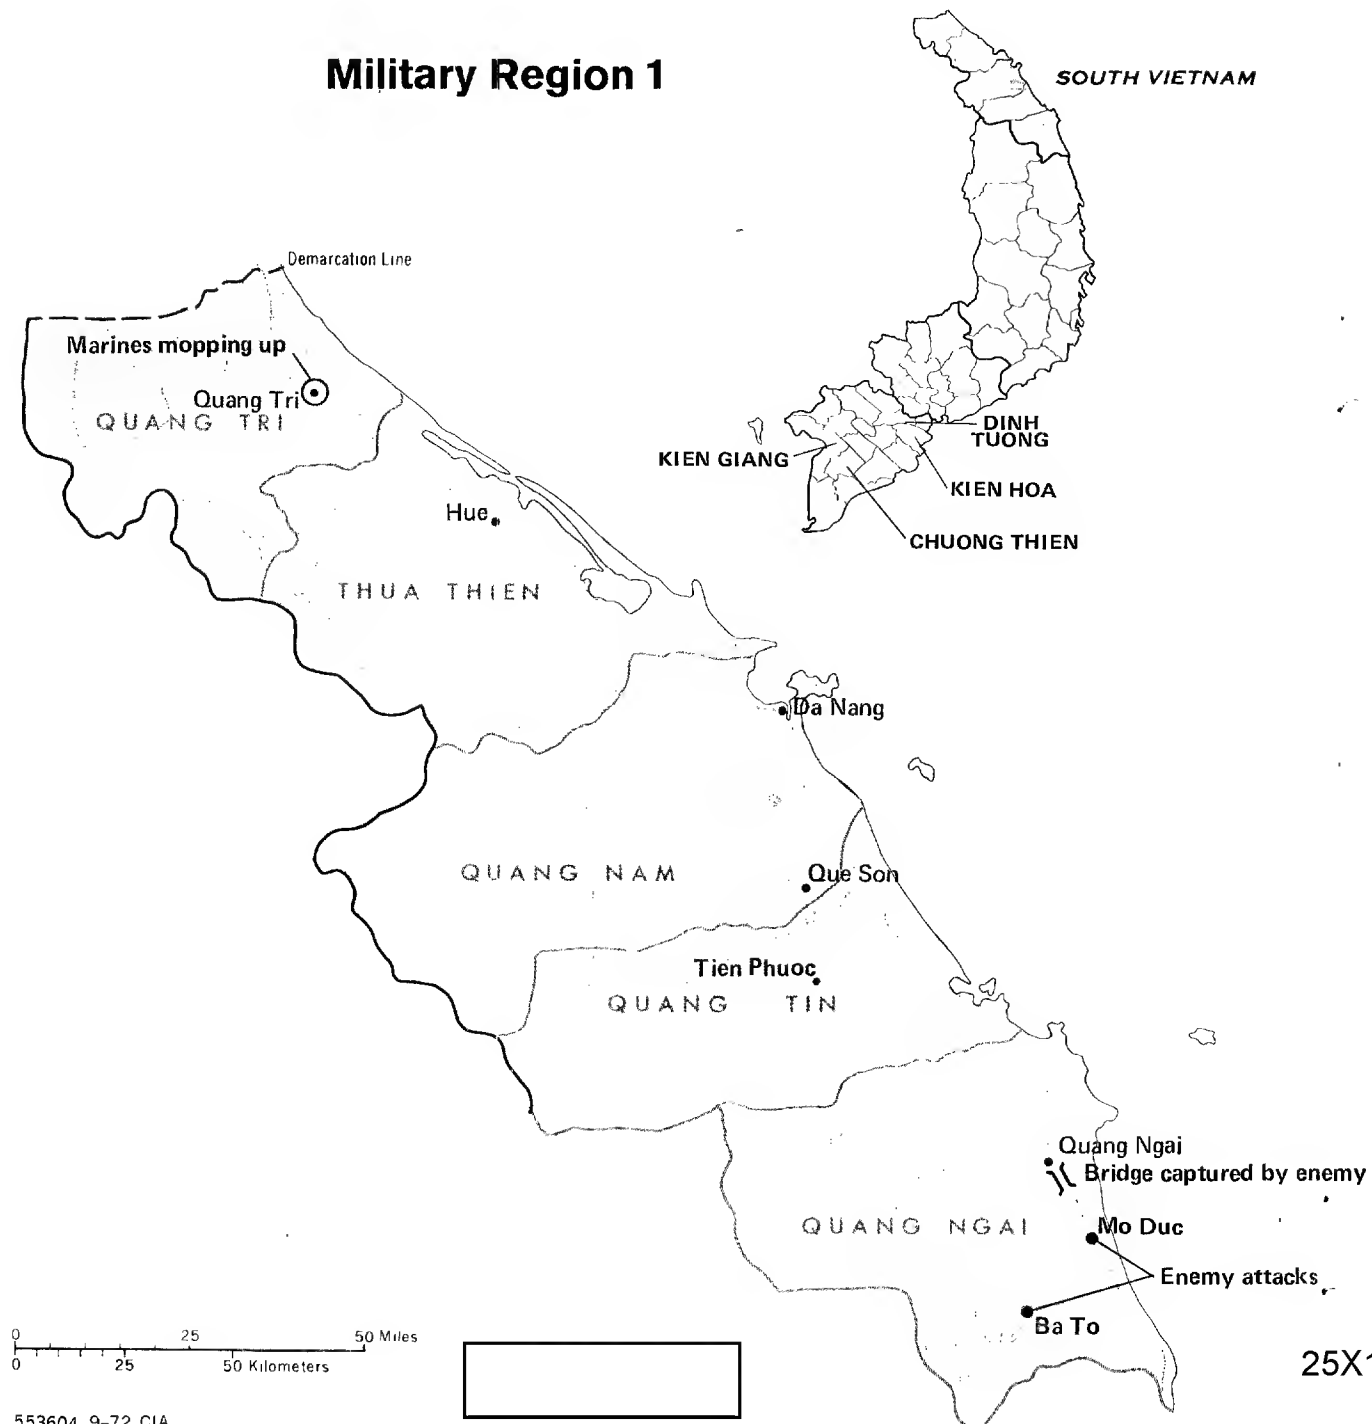 Military Region 1
SOUTH VIETNAM
Demarcation Line
Marines mopping up
Quang Tri
QUANG TRI
DINH
TUONG
KIEN GIANG
KIEN HOA
CHUONG THIEN
Hue
THUA THIEN
Da Nang
QUANG NAM
Que Son
Tien Phuoc
QUANG TIN
Quang Ngai
Bridge captured by enemy
QUANG NGAI
Mo Duc
Enemy attacks
Ba To
0 25 50 Miles
0 25 50 Kilometers
25X1
553604 9-72 CIA